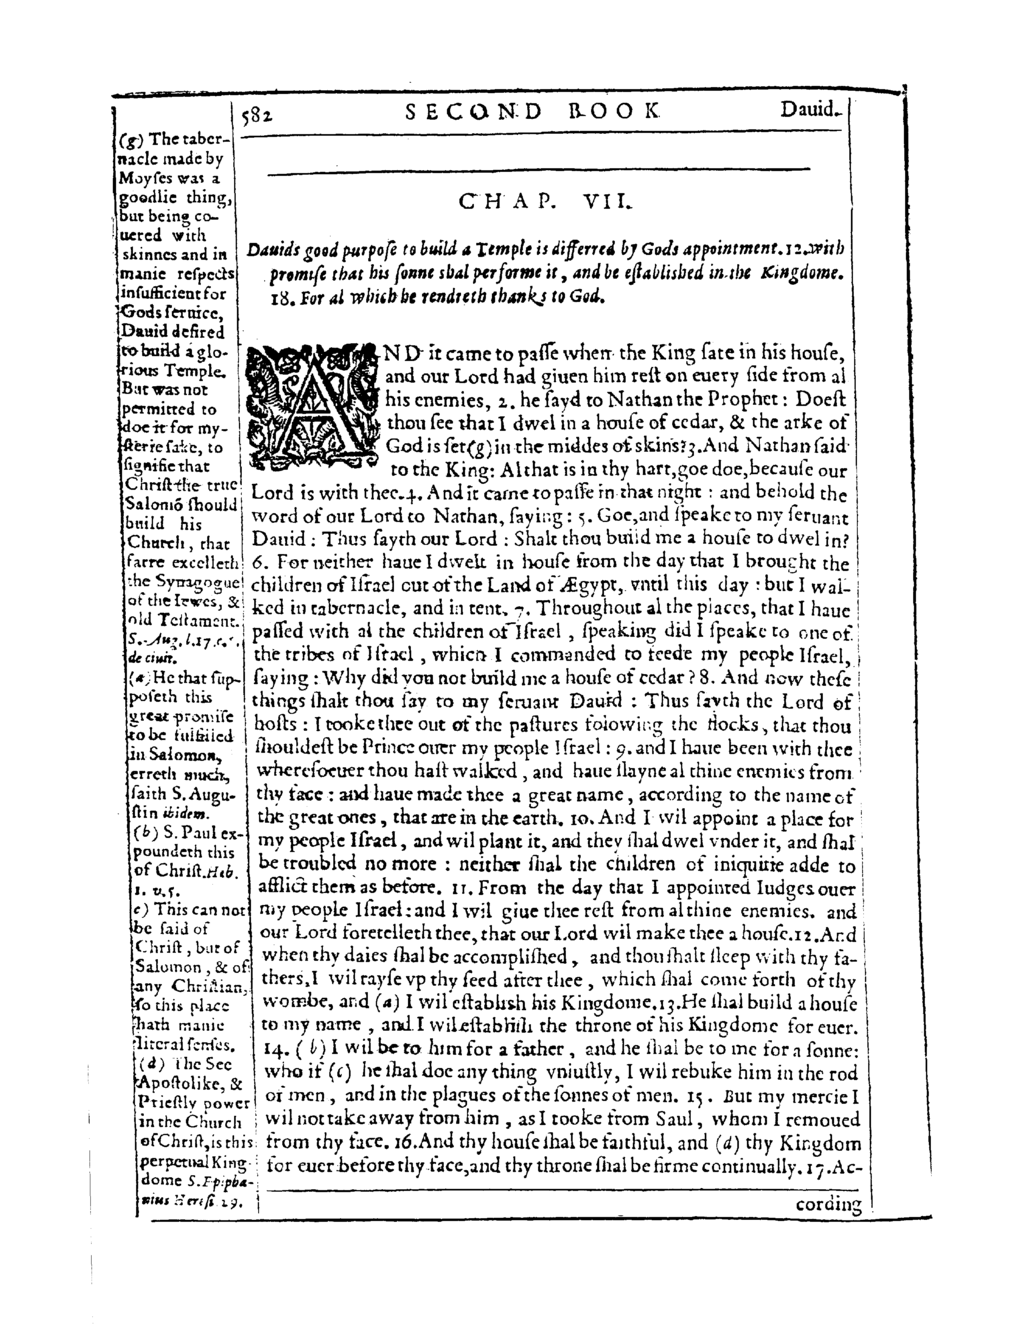 582 SECOND BOOK Dauid.
CHAP. VII.
Dauids good purpose to build a Temple is differred by Gods appointment. 12. with
promise that his sonne shal performe it, and be established in the Kingdome.
18. For al which he rendreth thanks to God.
AND it came to paſſe when the King ſate in his houſe,
and our Lord had giuen him reſt on euery ſide from al
his enemies, 2. he ſayd to Nathan the Prophet: Doeſt
thou ſee that I dwel in a houſe of cedar, & the arke of
God is ſet (g) in the middes of skins? 3. And Nathan ſaid
to the King: Al that is in thy hart, goe doe, becauſe our
Lord is with thee. 4. And it came to paſſe in that night : and behold the
word of our Lord to Nathan, ſaying: 5. Goe, and ſpeake to my ſeruant
Dauid : Thus ſayth our Lord : Shalt thou build me a houſe to dwel in?
6. For neither haue I dwelt in houſe from the day that I brought the
children of Iſrael out of the Land of Ægypt, vntil this day : but I wal-
ked in tabernacle, and in tent. 7. Throughout al the places, that I haue
paſſed with al the children of Iſrael, ſpeaking did I ſpeake to one of
the tribes of Iſrael, which I commanded to feede my people Iſrael,
ſaying : Why did you not build me a houſe of cedar? 8. And now theſe
things ſhalt thou ſay to my ſeruant Dauid : Thus ſayth the Lord of
hoſts : I tooke thee out of the paſtures folowing the flocks, that thou
ſhouldeſt be Prince ouer my people Iſrael : 9. and I haue been with thee
whereſoeuer thou haſt walked, and haue ſlayne al thine enemies from
thy face : and haue made thee a great name, according to the name of
the great ones, that are in the earth. 10. And I wil appoint a place for
my people Iſrael, and wil plant it, and they ſhal dwel vnder it, and ſhal
be troubled no more : neither ſhal the children of iniquitie adde to
afflict them as before. 11. From the day that I appointed Iudges ouer
my people Iſrael: and I wil giue thee reſt from al thine enemies. and
our Lord foretelleth thee, that our Lord wil make thee a houſe. 12. And
when thy daies ſhal be accompliſhed, and thou ſhalt ſleep with thy fa-
thers, I wil rayſe vp thy ſeed after thee, which ſhal come forth of thy
wombe, and (a) I wil eſtabliſh his Kingdome. 13. He ſhal build a houſe
to my name, and I wil eſtabliſh the throne of his Kingdome for euer.
14. (b) I wil be to him for a father, and he ſhal be to me for a ſonne:
who if (c) he ſhal doe any thing vniuſtly, I wil rebuke him in the rod
of men, and in the plagues of the ſonnes of men. 15. But my mercie I
wil not take away from him, as I tooke from Saul, whom I remoued
from thy face. 16. And thy houſe ſhal be faithful, and (d) thy Kingdom
for euer before thy face, and thy throne ſhal be firme continually. 17. Ac-
cording
(g) The taber-
nacle made by
Moyſes was a
goodlie thing,
but being co-
uered with
skinnes and in
manie reſpects
inſufficient for
Gods ſeruice,
Dauid deſired
to build a glo-
rious Temple.
But was not
permitted to
doe it for my-
ſterie ſake, to
ſignifie that
Chriſt the true
Salomō ſhould
build his
Church, that
farre excelleth
the Synagogue
of the Iewes, &
old Teſtament.
S. Aug. l. 17. c.
de ciuit.
(a) He that ſup-
poſeth this
great promiſe
to be fulfilled
in Salomon,
erreth much,
ſaith S. Augu-
ſtin ibidem.
(b) S. Paul ex-
poundeth this
of Chriſt. Heb.
1. v. 5.
(c) This can not
be ſaid of
Chriſt, but of
Salomon, & of
any Chriſtian,
ſo this place
hath manie
literal ſenſes.
(d) The See
Apoſtolike, &
Prieſtly power
in the Church
of Chriſt, is this
perpetual King-
dome S. Epipha-
nius Hereſi 29.